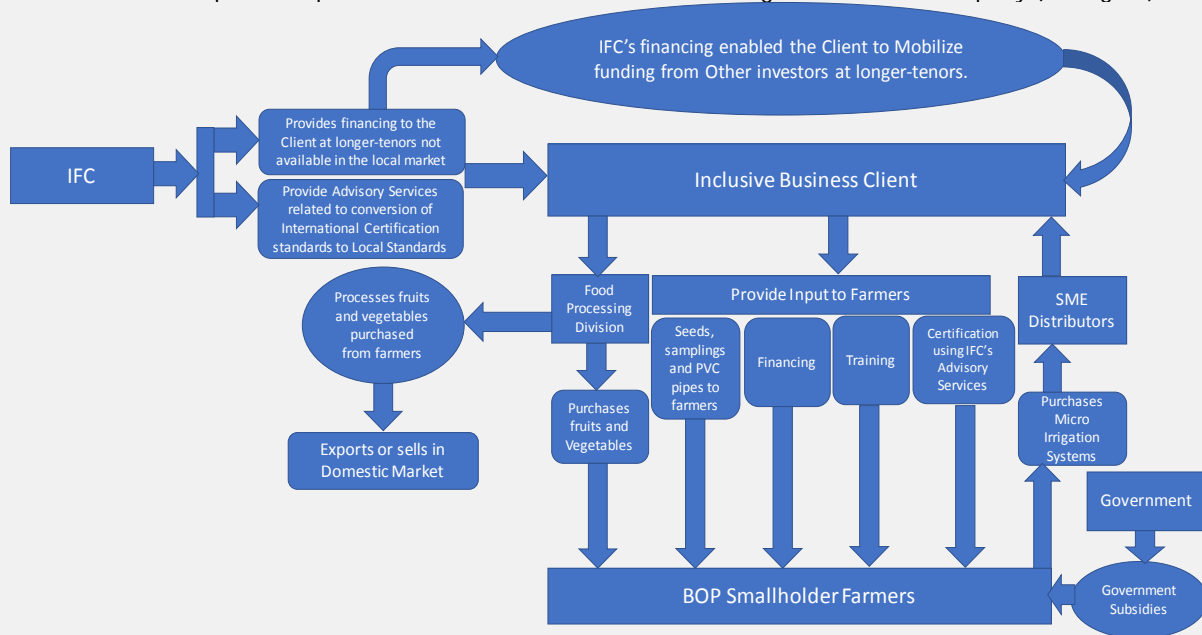 IFC's financing enabled the Client to Mobilize
funding from Other investors at longer-tenors.
Provides financing to the
Client at longer-tenors not
available in the local market
IFC
Inclusive Business Client
Provide Advisory Services
related to conversion of
International Certification
standards to Local Standards
Processes fruits
and vegetables
purchased
from farmers
Food
Processing
Division
Provide Input to Farmers
SME
Distributors
Seeds,
samplings
and PVC
pipes to
farmers
Financing
Training
Certification
using IFC's
Advisory
Services
Purchases
fruits and
Vegetables
Purchases
Micro
Irrigation
Systems
Exports or sells in
Domestic Market
Government
BOP Smallholder Farmers
Government
Subsidies